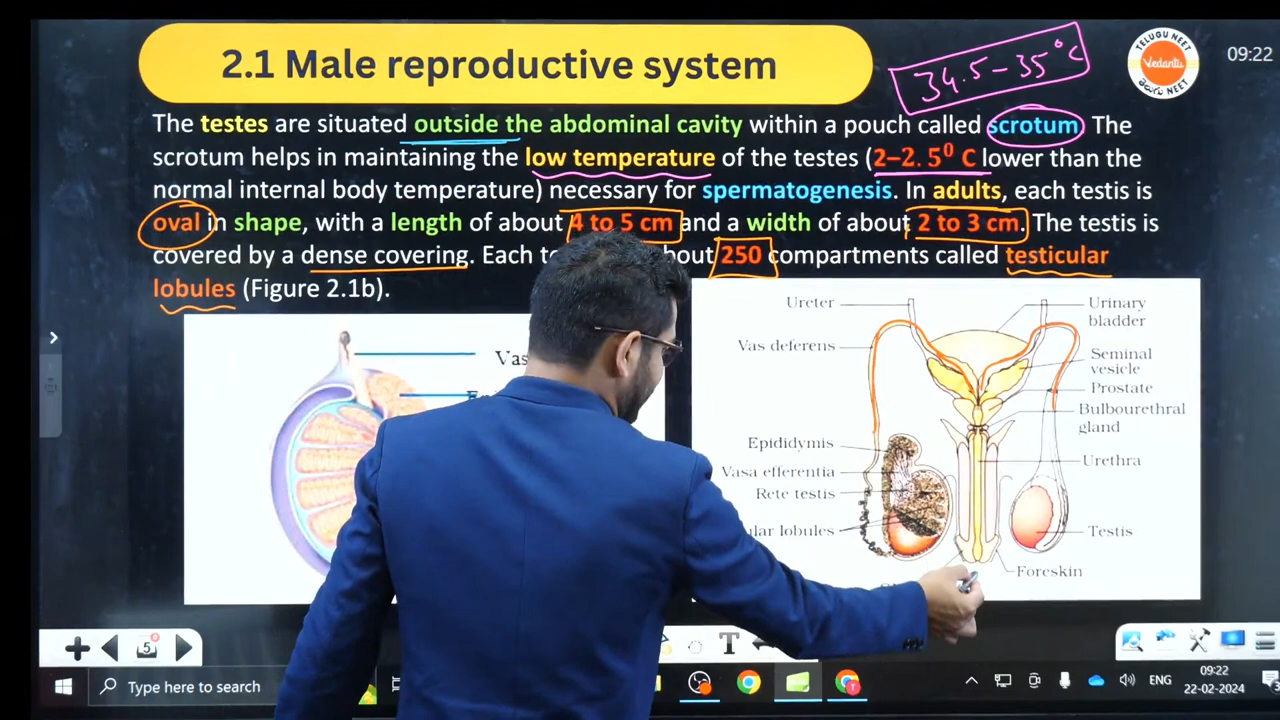 2.1 Male reproductive system
34.5 - 35°C
TELUGU NEET
Vedantu
తెలుగు NEET
09:22
The testes are situated outside the abdominal cavity within a pouch called scrotum. The
scrotum helps in maintaining the low temperature of the testes (2–2. 5⁰ C lower than the
normal internal body temperature) necessary for spermatogenesis. In adults, each testis is
oval in shape, with a length of about 4 to 5 cm and a width of about 2 to 3 cm. The testis is
covered by a dense covering. Each 250 compartments called testicular
lobules (Figure 2.1b).
Vas
Ureter
Urinary
bladder
Vas deferens
Seminal
vesicle
Prostate
Bulbourethral
gland
Epididymis
Urethra
Vasa efferentia
Rete testis
lobules
Testis
Foreskin
5
T
Type here to search
ENG
09:22
22-02-2024